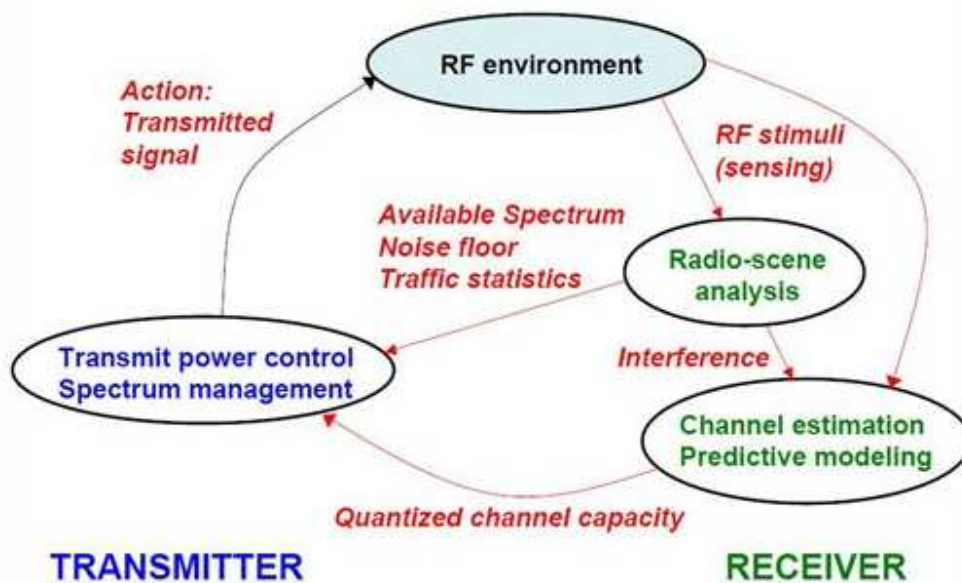 RF environment
Action:
Transmitted
signal
RF stimuli
(sensing)
Available Spectrum
Noise floor
Traffic statistics
Radio-scene
analysis
Transmit power control
Spectrum management
Interference
Channel estimation
Predictive modeling
Quantized channel capacity
TRANSMITTER
RECEIVER